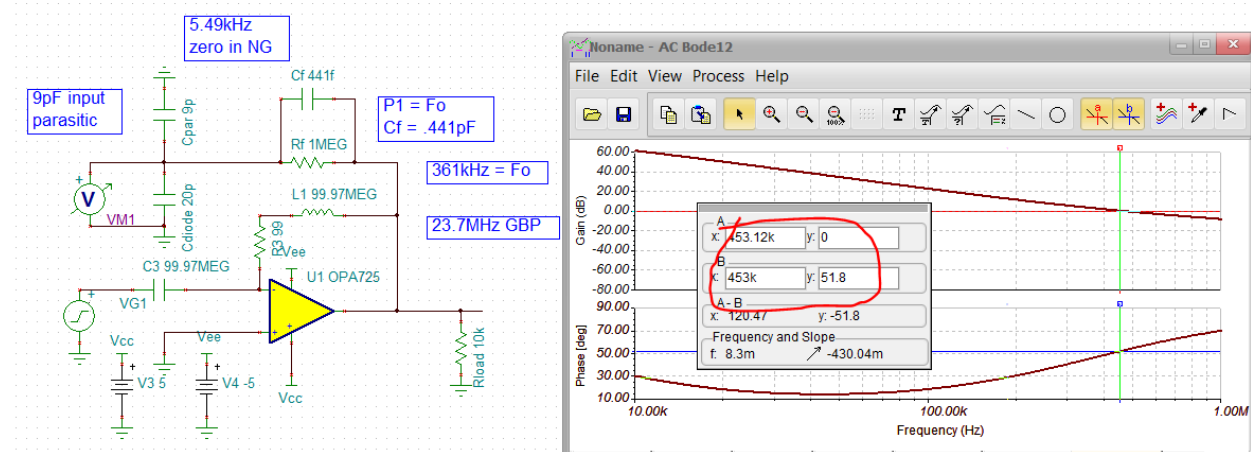 5.49kHz
zero in NG
9pF input
parasitic
Cpar 9p
Cf 441f
P1 = Fo
Cf = .441pF
Rf 1MEG
361kHz = Fo
+
V
VM1
Cdiode 20p
L1 99.97MEG
23.7MHz GBP
R3 99
Vee
C3 99.97MEG
U1 OPA725
VG1
+
-
+
Vcc
Vee
Vcc
+
V3 5
+
V4 -5
Rload 10k
Noname - AC Bode12
File Edit View Process Help
100%
T
a
b
60.00
40.00
20.00
0.00
-20.00
-40.00
-60.00
-80.00
Gain (dB)
A
x: 453.12k y: 0
B
x: 453k y: 51.8
A - B
x: 120.47 y: -51.8
Frequency and Slope
f: 8.3m -430.04m
90.00
70.00
50.00
30.00
10.00
Phase [deg]
10.00k 100.00k 1.00M
Frequency (Hz)